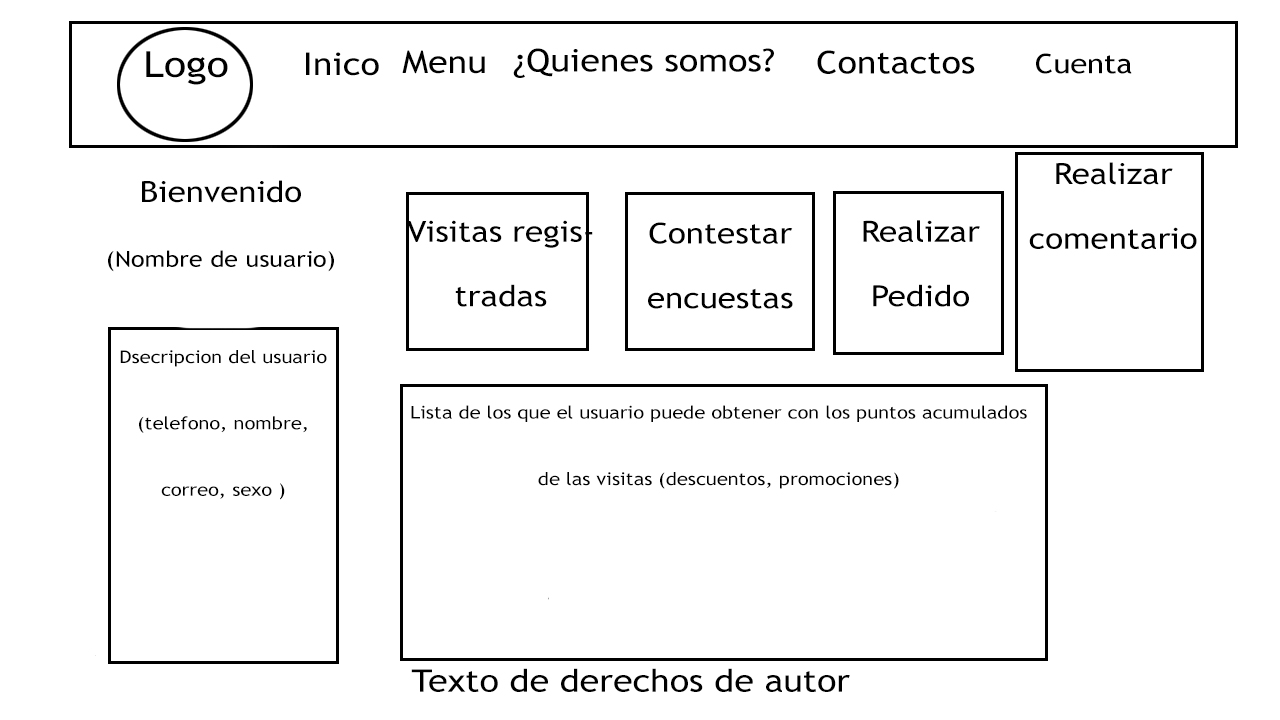 Logo
Inico
Menu
¿Quienes somos?
Contactos
Cuenta
Bienvenido
(Nombre de usuario)
Visitas regis-
tradas
Contestar
encuestas
Realizar
Pedido
Realizar
comentario
Dsecripcion del usuario
(telefono, nombre,
correo, sexo )
Lista de los que el usuario puede obtener con los puntos acumulados
de las visitas (descuentos, promociones)
Texto de derechos de autor